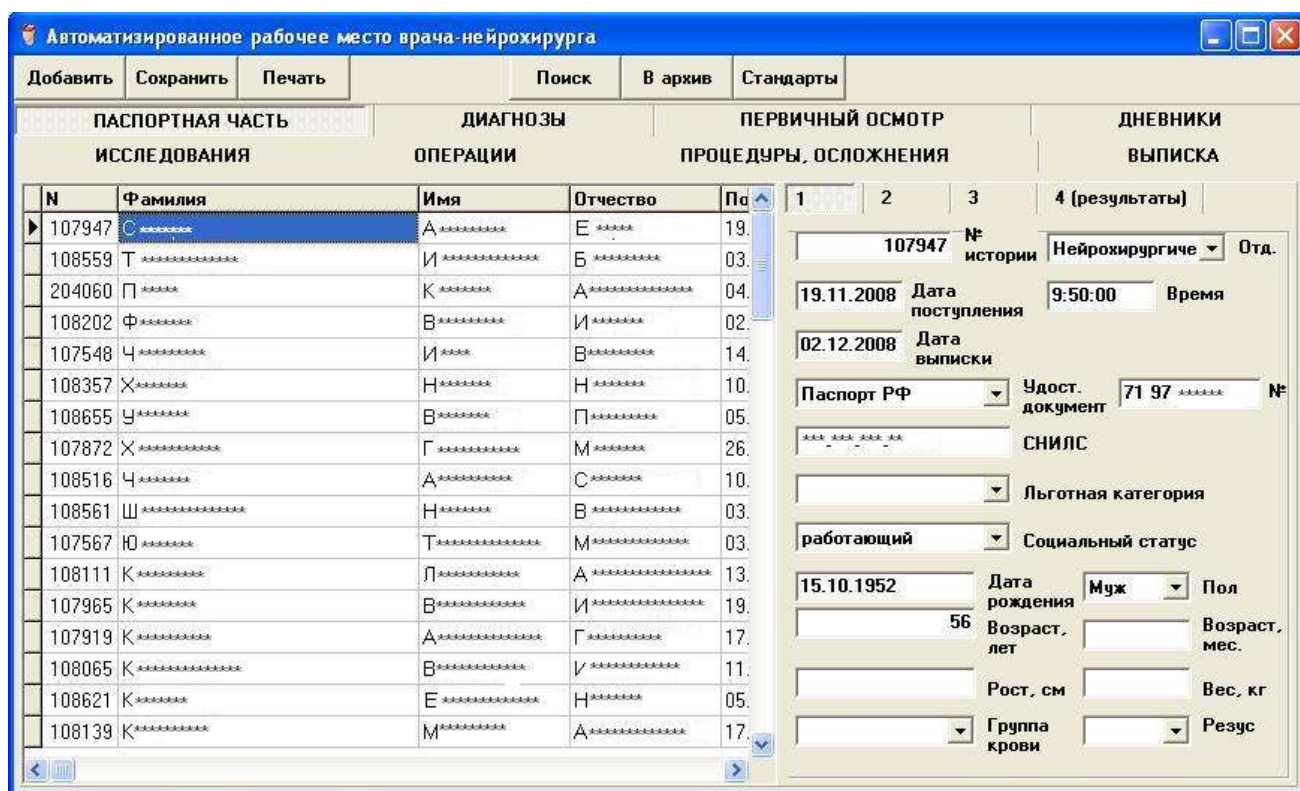 Автоматизированное рабочее место врача-нейрохирурга
Добавить Сохранить Печать Поиск В архив Стандарты
ПАСПОРТНАЯ ЧАСТЬ ДИАГНОЗЫ ПЕРВИЧНЫЙ ОСМОТР ДНЕВНИКИ
ИССЛЕДОВАНИЯ ОПЕРАЦИИ ПРОЦЕДУРЫ, ОСЛОЖНЕНИЯ ВЫПИСКА
N Фамилия Имя Отчество По
107947 С ******* А ********* Е ***** 19.
108559 Т ************* И ************* Б ********* 03.
204060 П ***** К ******* А************** 04.
108202 Ф******* В ********* И ******* 02.
107548 Ч ********* И **** В********** 14.
108357 Х******* Н ******* Н ******* 10.
108655 У******* В ******* П********* 05.
107872 Х *********** Г *********** М ******* 26.
108516 Ч ******* А*********** С******* 10.
108561 Ш ************** Н******* В ************ 03.
107567 Ю ******* Т************** М************* 03.
108111 К ********* Л*********** А **************** 13.
107965 К ******** В************ И *************** 19.
107919 К********** А************** Г ********** 17.
108065 К ************** В************ И ************ 11.
108621 К ******* Е ************* Н******** 05.
108139 К********** М********* А************* 17.
1 2 3 4 (результаты)
107947 № истории Нейрохирургиче Отд.
19.11.2008 Дата поступления 9:50:00 Время
02.12.2008 Дата выписки
Паспорт РФ Удост. документ 71 97 ****** №
***_***_***_** СНИЛС
Льготная категория
работающий Социальный статус
15.10.1952 Дата рождения Муж Пол
56 Возраст, лет Возраст, мес.
Рост, см Вес, кг
Группа крови Резус